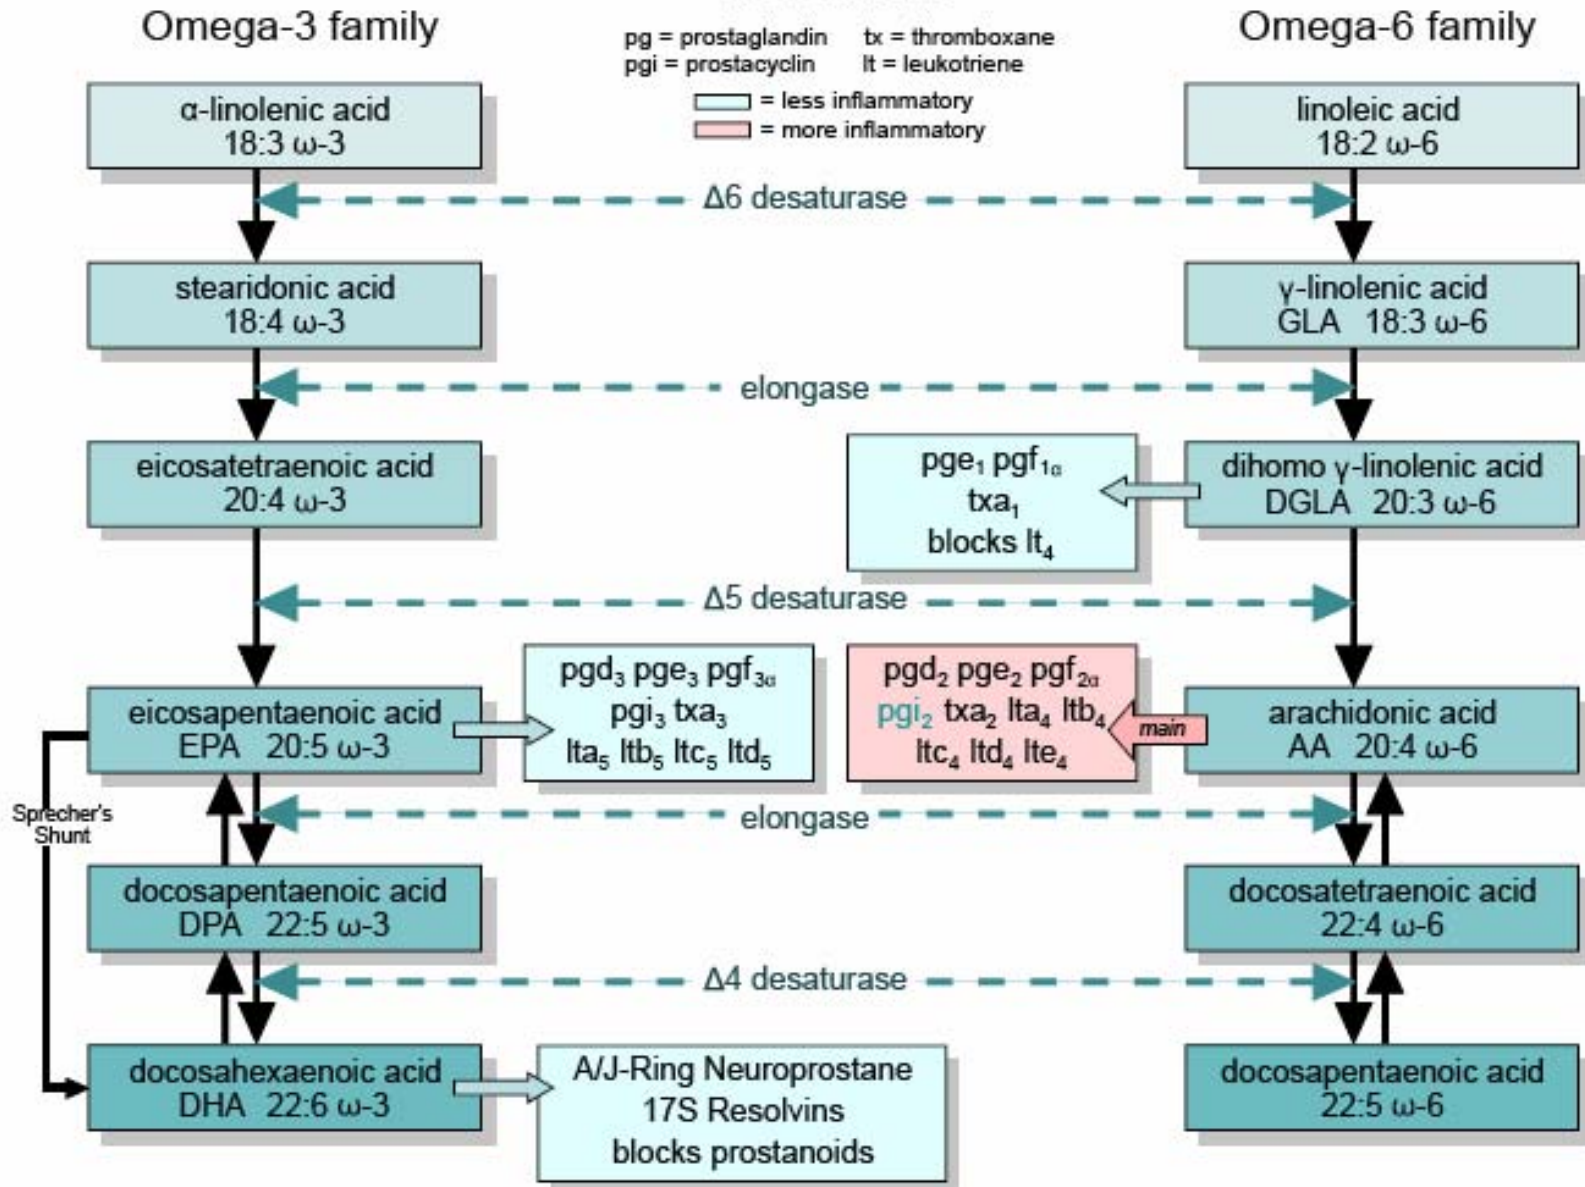 Omega-3 family
Omega-6 family
pg = prostaglandin tx = thromboxane
pgi = prostacyclin lt = leukotriene
= less inflammatory
= more inflammatory
α-linolenic acid
18:3 ω-3
linoleic acid
18:2 ω-6
Δ6 desaturase
stearidonic acid
18:4 ω-3
γ-linolenic acid
GLA 18:3 ω-6
elongase
eicosatetraenoic acid
20:4 ω-3
pge₁ pgf₁α
txa₁
blocks lt₄
dihomo γ-linolenic acid
DGLA 20:3 ω-6
Δ5 desaturase
eicosapentaenoic acid
EPA 20:5 ω-3
pgd₃ pge₃ pgf₃α
pgi₃ txa₃
lta₅ ltb₅ ltc₅ ltd₅
pgd₂ pge₂ pgf₂α
pgi₂ txa₂ lta₄ ltb₄
ltc₄ ltd₄ lte₄
main
arachidonic acid
AA 20:4 ω-6
Sprecher's
Shunt
elongase
docosapentaenoic acid
DPA 22:5 ω-3
docosatetraenoic acid
22:4 ω-6
Δ4 desaturase
docosahexaenoic acid
DHA 22:6 ω-3
A/J-Ring Neuroprostane
17S Resolvins
blocks prostanoids
docosapentaenoic acid
22:5 ω-6